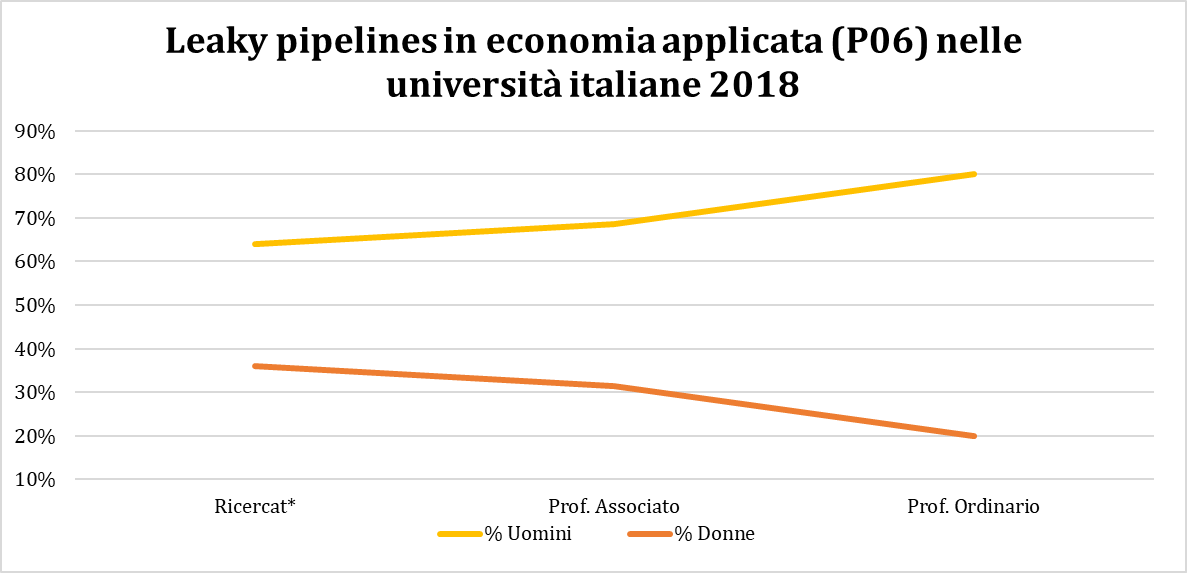 Leaky pipelines in economia applicata (P06) nelle
università italiane 2018
90%
80%
70%
60%
50%
40%
30%
20%
10%
Ricercat* Prof. Associato Prof. Ordinario
% Uomini % Donne